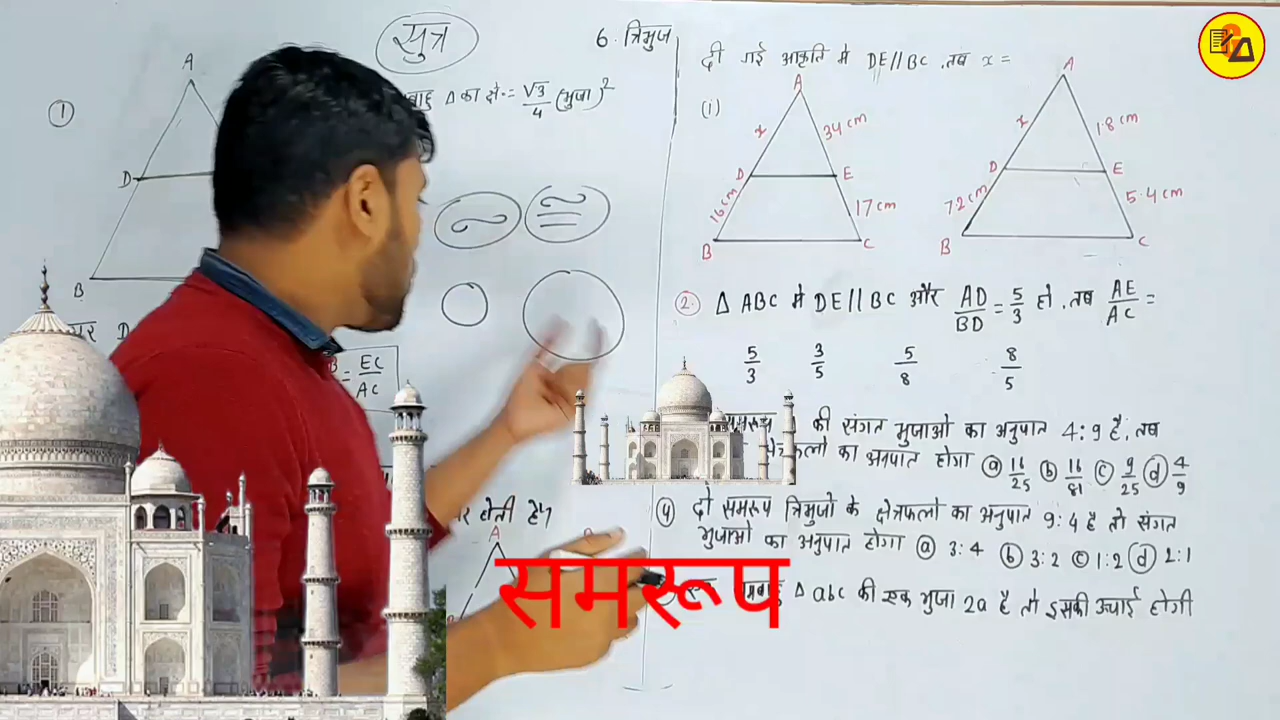 सुत्र
6. त्रिभुज
△ का क्षे. = √3/4 (भुजा)²
①
A
D
B
EC/AC
र होती है?
A
समरूप
दी गई आकृति मे DE//BC .तब x =
(i)
A
x
34 cm
D
E
16 cm
17 cm
B
C
A
x
1.8 cm
D
E
7.2 cm
5.4 cm
B
C
2. △ ABC मे DE//BC और AD/BD = 5/3 हो .तब AE/AC =
5/3 3/5 5/8 8/5
की संगत भुजाओ का अनुपात 4:9 है, तब
का अनुपात होगा ⓐ 16/25 ⓑ 16/81 ⓒ 9/25 ⓓ 4/9
④ दो समरूप त्रिभुजो के क्षेत्रफलो का अनुपात 9:4 है तो संगत
भुजाओ का अनुपात होगा ⓐ 3:4 ⓑ 3:2 ⓒ 1:2 ⓓ 2:1
△ abc की एक भुजा 2a है तो इसकी उचाई होगी